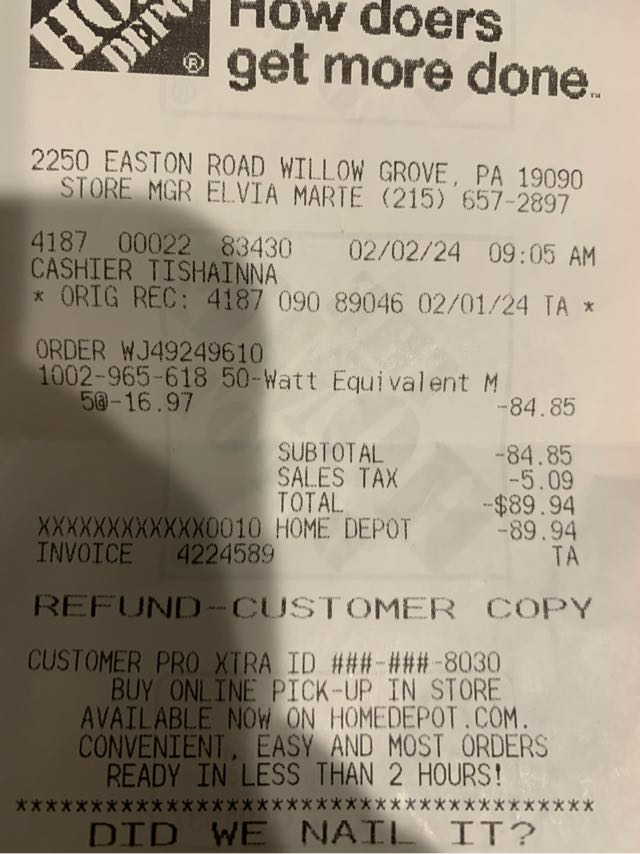 HO
DEPO
®
How doers
get more done.™
2250 EASTON ROAD WILLOW GROVE, PA 19090
STORE MGR ELVIA MARTE (215) 657-2897
4187 00022 83430 02/02/24 09:05 AM
CASHIER TISHAINNA
* ORIG REC: 4187 090 89046 02/01/24 TA *
ORDER WJ49249610
1002-965-618 50-Watt Equivalent M
5@-16.97 -84.85
SUBTOTAL -84.85
SALES TAX -5.09
TOTAL -$89.94
XXXXXXXXXXXX0010 HOME DEPOT -89.94
INVOICE 4224589 TA
REFUND-CUSTOMER COPY
CUSTOMER PRO XTRA ID ###-###-8030
BUY ONLINE PICK-UP IN STORE
AVAILABLE NOW ON HOMEDEPOT.COM.
CONVENIENT, EASY AND MOST ORDERS
READY IN LESS THAN 2 HOURS!
****************************************
DID WE NAIL IT?